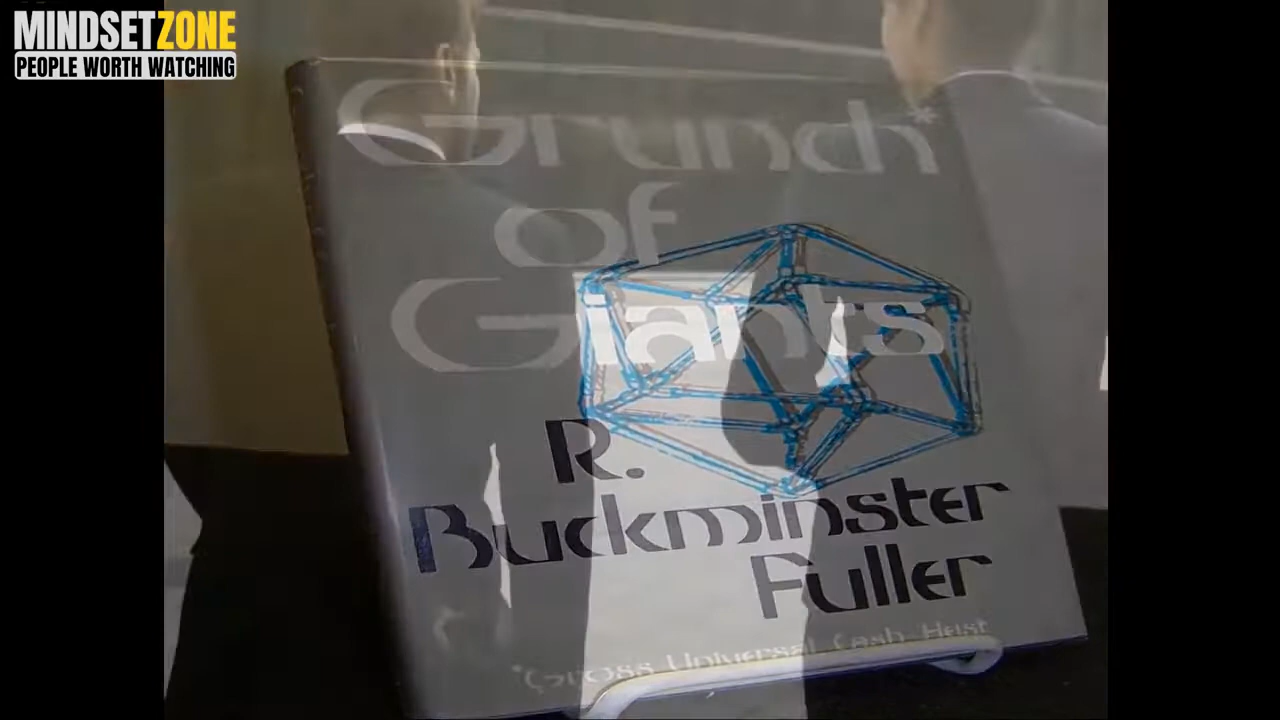 MINDSETZONE
PEOPLE WORTH WATCHING
Grunch*
of
Giants
R.
Buckminster
Fuller
*Gross Universal Cash Heist